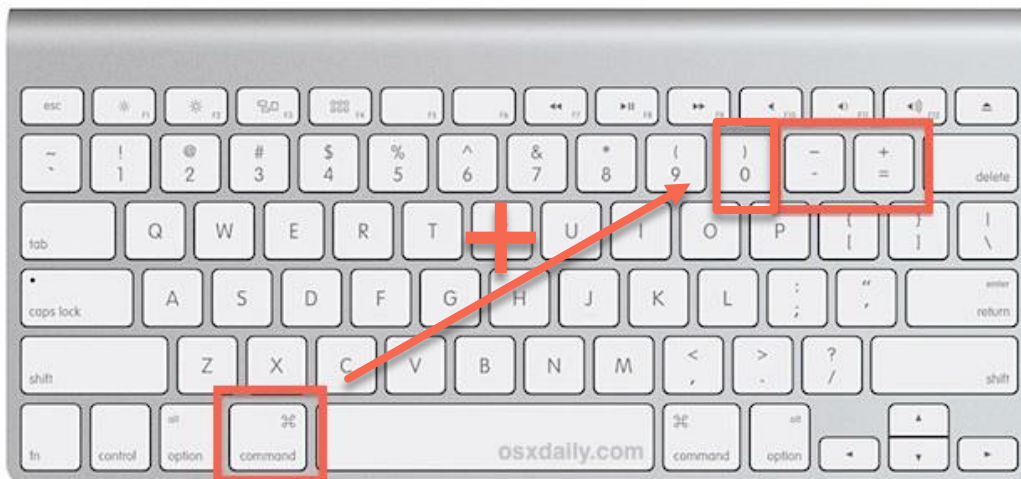 esc F1 F2 F3 F4 F5 F6 F7 F8 F9 F10 F11 F12
~ ! @ # $ % ^ & * ( ) – +
` 1 2 3 4 5 6 7 8 9 0 - = delete
tab Q W E R T U I O P { [ } ] | \
caps lock A S D F G H J K L : ; “ ‘ enter return
shift Z X C V B N M < , > . ? / shift
fn control alt option ⌘ command osxdaily.com ⌘ command alt option